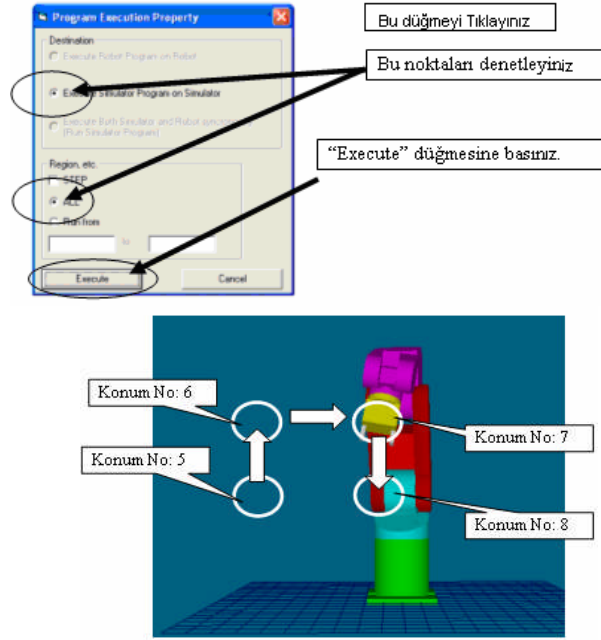 Program Execution Property
Bu düğmeyi Tıklayınız
Destination
Execute Robot Program on Robot
Bu noktaları denetleyiniz
Execute Simulator Program on Simulator
Execute Both Simulator and Robot
(Run Simulator Program)
“Execute” düğmesine basınız.
Region, etc.
STEP
ALL
Run from
to
Execute
Cancel
Konum No: 6
Konum No: 7
Konum No: 5
Konum No: 8